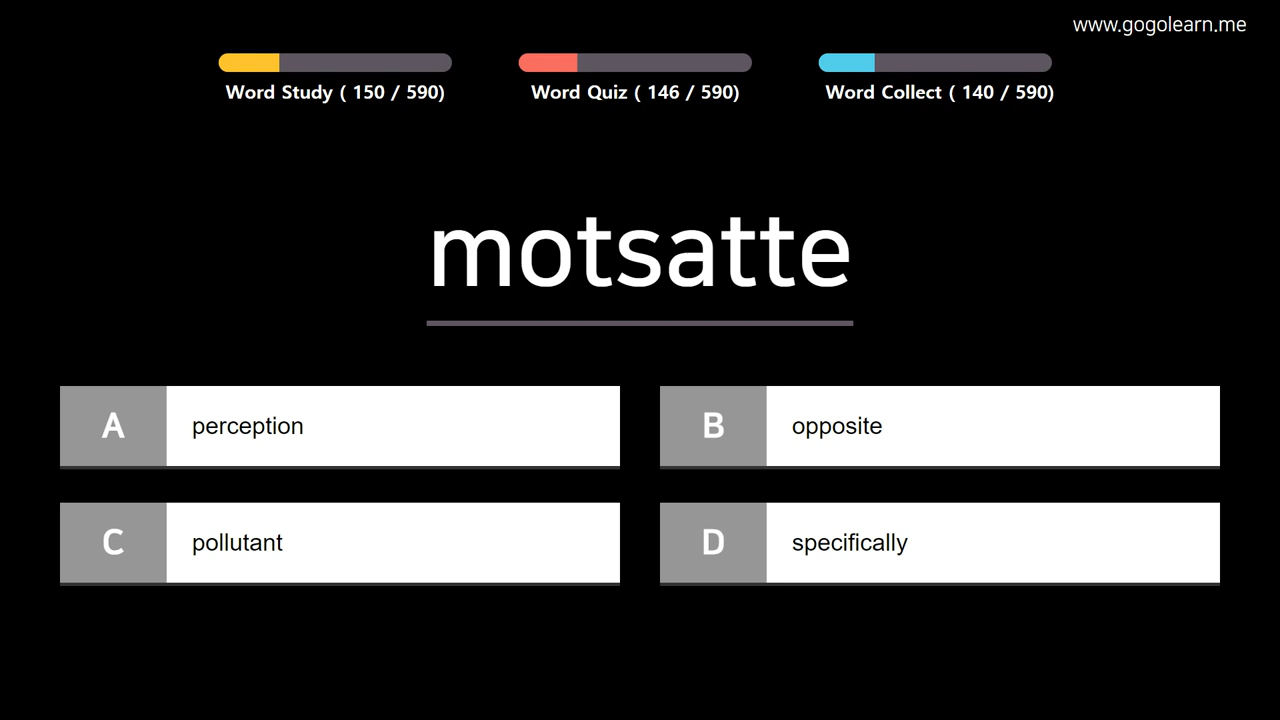 www.gogolearn.me
Word Study ( 150 / 590)
Word Quiz ( 146 / 590)
Word Collect ( 140 / 590)
motsatte
A perception
B opposite
C pollutant
D specifically